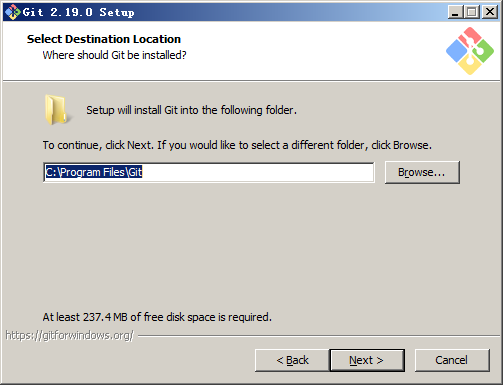 Git 2.19.0 Setup
Select Destination Location
Where should Git be installed?
Setup will install Git into the following folder.
To continue, click Next. If you would like to select a different folder, click Browse.
C:\Program Files\Git
Browse...
At least 237.4 MB of free disk space is required.
https://gitforwindows.org/
< Back
Next >
Cancel